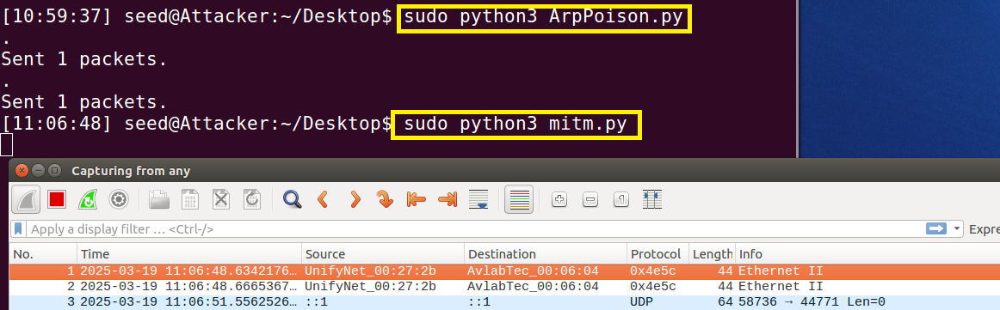 [10:59:37] seed@Attacker:~/Desktop$ sudo python3 ArpPoison.py
.
Sent 1 packets.
.
Sent 1 packets.
[11:06:48] seed@Attacker:~/Desktop$ sudo python3 mitm.py
Capturing from any
Apply a display filter … <Ctrl-/> Expre
No. Time Source Destination Protocol Length Info
1 2025-03-19 11:06:48.6342176… UnifyNet_00:27:2b AvlabTec_00:06:04 0x4e5c 44 Ethernet II
2 2025-03-19 11:06:48.6665367… UnifyNet_00:27:2b AvlabTec_00:06:04 0x4e5c 44 Ethernet II
3 2025-03-19 11:06:51.5562526… ::1 ::1 UDP 64 58736 → 44771 Len=0